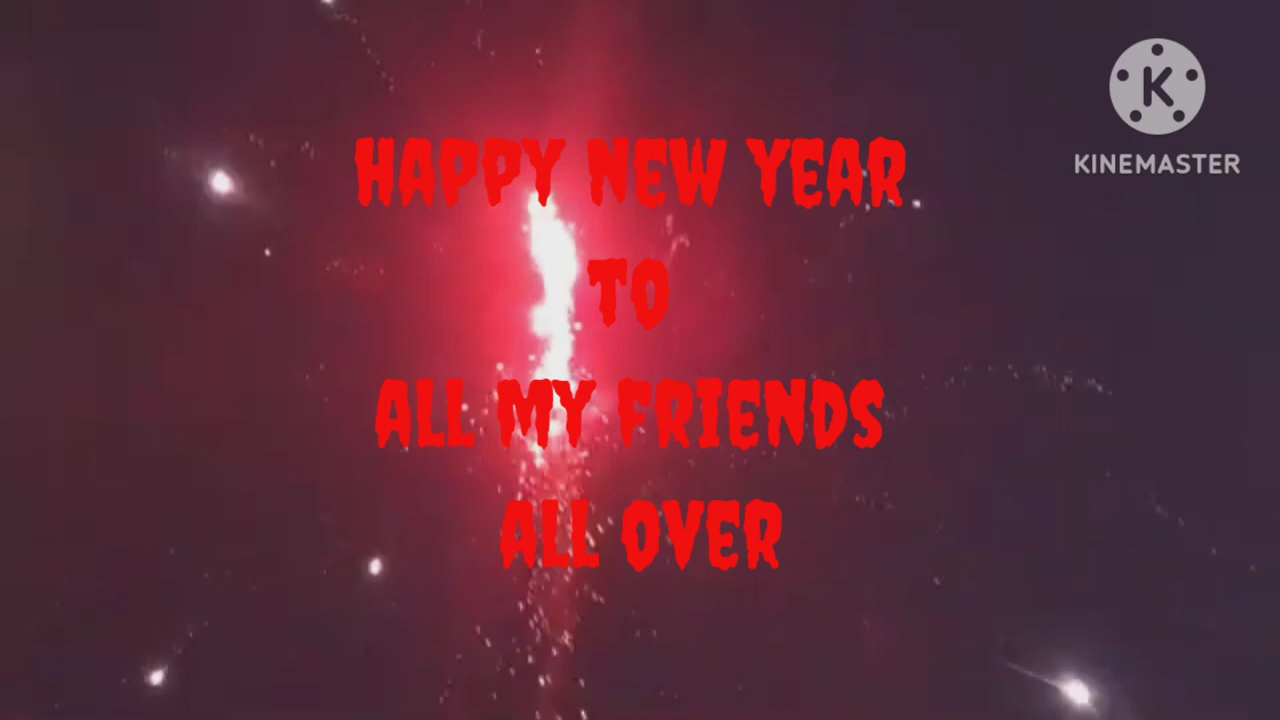 HAPPY NEW YEAR
TO
ALL MY FRIENDS
ALL OVER
K
KINEMASTER